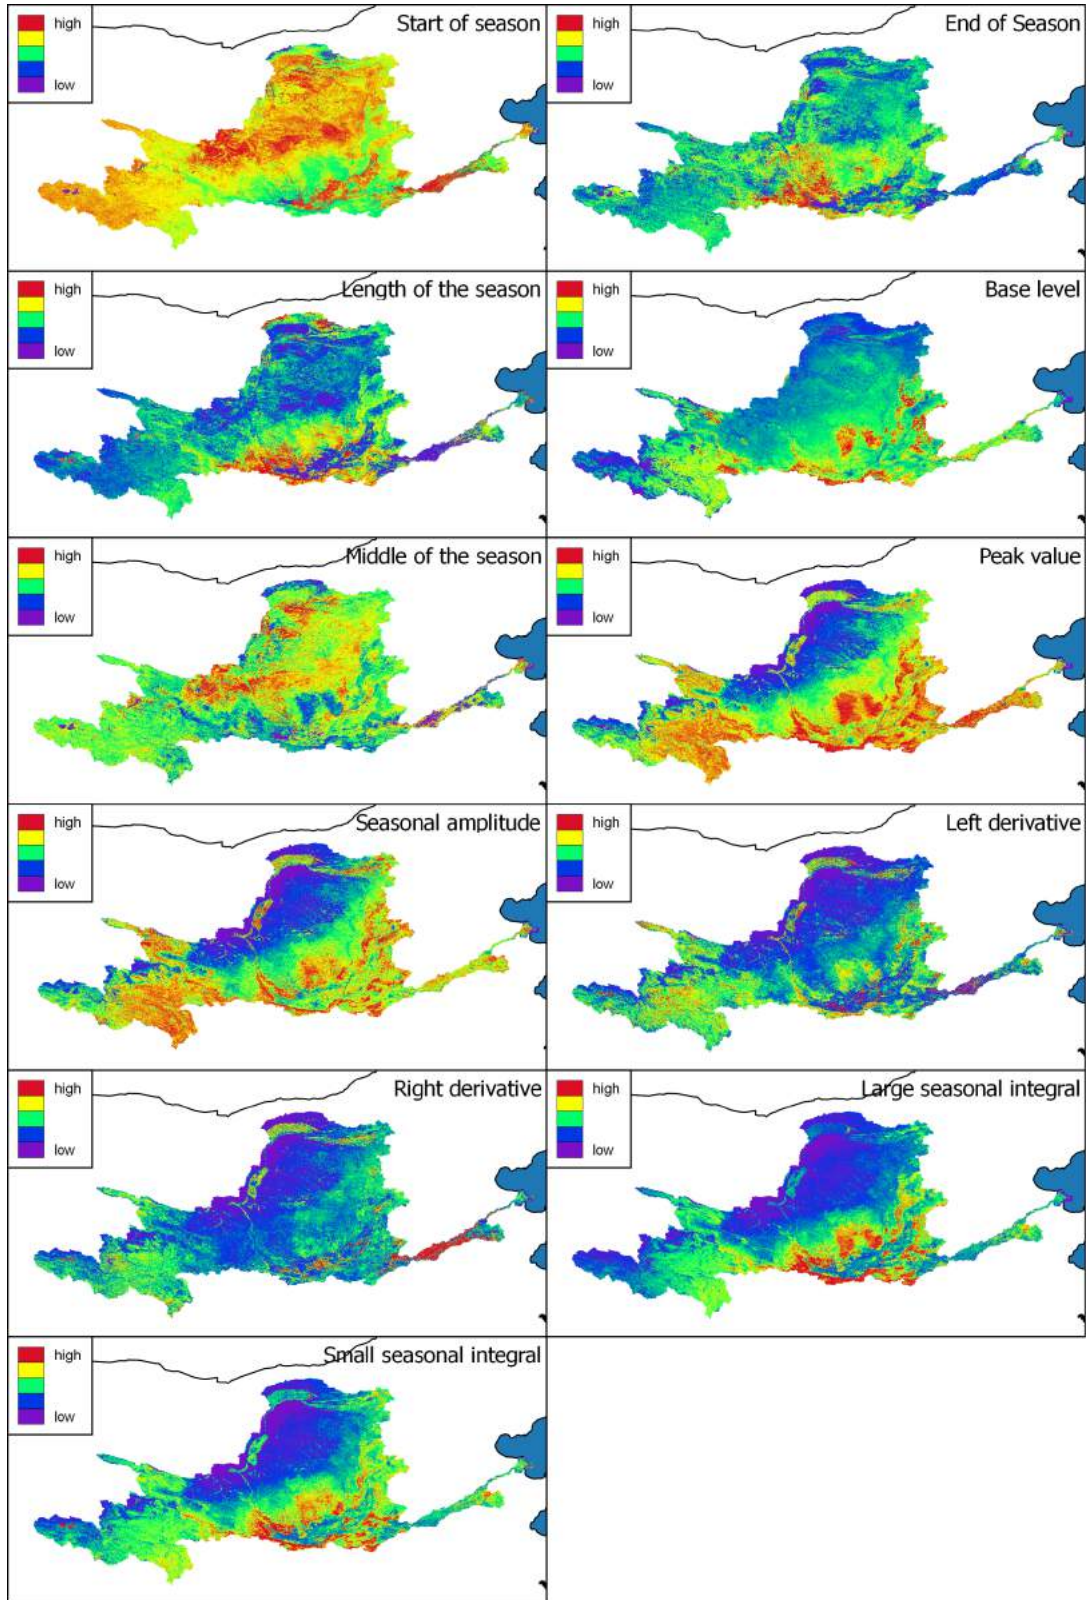 high
low
Start of season
high
low
End of Season
high
low
Length of the season
high
low
Base level
high
low
Middle of the season
high
low
Peak value
high
low
Seasonal amplitude
high
low
Left derivative
high
low
Right derivative
high
low
Large seasonal integral
high
low
Small seasonal integral